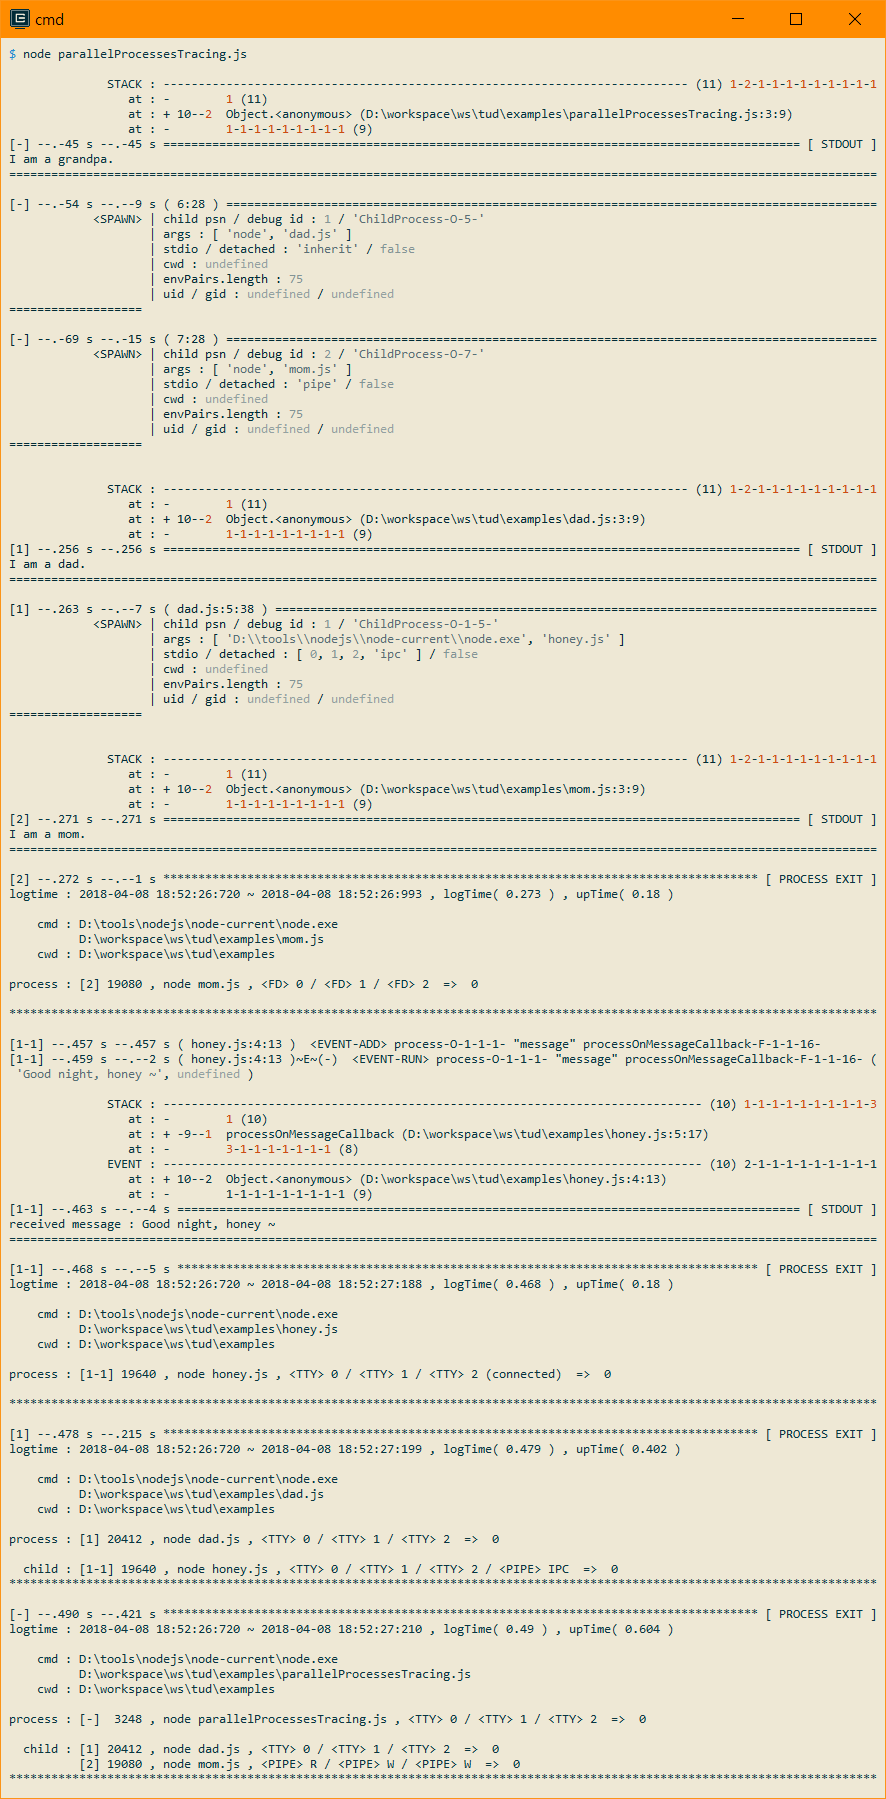 cmd
$ node parallelProcessesTracing.js
STACK : --------------------------------------------------------------------------- (11) 1-2-1-1-1-1-1-1-1-1-1
at : -        1 (11)
at : + 10--2  Object.<anonymous> (D:\workspace\ws\tud\examples\parallelProcessesTracing.js:3:9)
at : -        1-1-1-1-1-1-1-1-1 (9)
[-] --.-45 s --.-45 s =========================================================================================== [ STDOUT ]
I am a grandpa.
============================================================================================================================
[-] --.-54 s --.--9 s ( 6:28 ) =============================================================================================
<SPAWN> | child psn / debug id : 1 / 'ChildProcess-O-5-'
| args : [ 'node', 'dad.js' ]
| stdio / detached : 'inherit' / false
| cwd : undefined
| envPairs.length : 75
| uid / gid : undefined / undefined
===================
[-] --.-69 s --.-15 s ( 7:28 ) =============================================================================================
<SPAWN> | child psn / debug id : 2 / 'ChildProcess-O-7-'
| args : [ 'node', 'mom.js' ]
| stdio / detached : 'pipe' / false
| cwd : undefined
| envPairs.length : 75
| uid / gid : undefined / undefined
===================
STACK : --------------------------------------------------------------------------- (11) 1-2-1-1-1-1-1-1-1-1-1
at : -        1 (11)
at : + 10--2  Object.<anonymous> (D:\workspace\ws\tud\examples\dad.js:3:9)
at : -        1-1-1-1-1-1-1-1-1 (9)
[1] --.256 s --.256 s =========================================================================================== [ STDOUT ]
I am a dad.
============================================================================================================================
[1] --.263 s --.--7 s ( dad.js:5:38 ) ======================================================================================
<SPAWN> | child psn / debug id : 1 / 'ChildProcess-O-1-5-'
| args : [ 'D:\\tools\\nodejs\\node-current\\node.exe', 'honey.js' ]
| stdio / detached : [ 0, 1, 2, 'ipc' ] / false
| cwd : undefined
| envPairs.length : 75
| uid / gid : undefined / undefined
===================
STACK : --------------------------------------------------------------------------- (11) 1-2-1-1-1-1-1-1-1-1-1
at : -        1 (11)
at : + 10--2  Object.<anonymous> (D:\workspace\ws\tud\examples\mom.js:3:9)
at : -        1-1-1-1-1-1-1-1-1 (9)
[2] --.271 s --.271 s =========================================================================================== [ STDOUT ]
I am a mom.
============================================================================================================================
[2] --.272 s --.--1 s ************************************************************************************* [ PROCESS EXIT ]
logtime : 2018-04-08 18:52:26:720 ~ 2018-04-08 18:52:26:993 , logTime( 0.273 ) , upTime( 0.18 )
cmd : D:\tools\nodejs\node-current\node.exe
D:\workspace\ws\tud\examples\mom.js
cwd : D:\workspace\ws\tud\examples
process : [2] 19080 , node mom.js , <FD> 0 / <FD> 1 / <FD> 2  =>  0
****************************************************************************************************************************
[1-1] --.457 s --.457 s ( honey.js:4:13 )  <EVENT-ADD> process-O-1-1-1- "message" processOnMessageCallback-F-1-1-16-
[1-1] --.459 s --.--2 s ( honey.js:4:13 )~E~(-)  <EVENT-RUN> process-O-1-1-1- "message" processOnMessageCallback-F-1-1-16- (
'Good night, honey ~', undefined )
STACK : ----------------------------------------------------------------------------- (10) 1-1-1-1-1-1-1-1-1-3
at : -        1 (10)
at : + -9--1  processOnMessageCallback (D:\workspace\ws\tud\examples\honey.js:5:17)
at : -        3-1-1-1-1-1-1-1 (8)
EVENT : ----------------------------------------------------------------------------- (10) 2-1-1-1-1-1-1-1-1-1
at : + 10--2  Object.<anonymous> (D:\workspace\ws\tud\examples\honey.js:4:13)
at : -        1-1-1-1-1-1-1-1-1 (9)
[1-1] --.463 s --.--4 s ========================================================================================= [ STDOUT ]
received message : Good night, honey ~
============================================================================================================================
[1-1] --.468 s --.--5 s *********************************************************************************** [ PROCESS EXIT ]
logtime : 2018-04-08 18:52:26:720 ~ 2018-04-08 18:52:27:188 , logTime( 0.468 ) , upTime( 0.18 )
cmd : D:\tools\nodejs\node-current\node.exe
D:\workspace\ws\tud\examples\honey.js
cwd : D:\workspace\ws\tud\examples
process : [1-1] 19640 , node honey.js , <TTY> 0 / <TTY> 1 / <TTY> 2 (connected)  =>  0
****************************************************************************************************************************
[1] --.478 s --.215 s ************************************************************************************* [ PROCESS EXIT ]
logtime : 2018-04-08 18:52:26:720 ~ 2018-04-08 18:52:27:199 , logTime( 0.479 ) , upTime( 0.402 )
cmd : D:\tools\nodejs\node-current\node.exe
D:\workspace\ws\tud\examples\dad.js
cwd : D:\workspace\ws\tud\examples
process : [1] 20412 , node dad.js , <TTY> 0 / <TTY> 1 / <TTY> 2  =>  0
child : [1-1] 19640 , node honey.js , <TTY> 0 / <TTY> 1 / <TTY> 2 / <PIPE> IPC  =>  0
****************************************************************************************************************************
[-] --.490 s --.421 s ************************************************************************************* [ PROCESS EXIT ]
logtime : 2018-04-08 18:52:26:720 ~ 2018-04-08 18:52:27:210 , logTime( 0.49 ) , upTime( 0.604 )
cmd : D:\tools\nodejs\node-current\node.exe
D:\workspace\ws\tud\examples\parallelProcessesTracing.js
cwd : D:\workspace\ws\tud\examples
process : [-]  3248 , node parallelProcessesTracing.js , <TTY> 0 / <TTY> 1 / <TTY> 2  =>  0
child : [1] 20412 , node dad.js , <TTY> 0 / <TTY> 1 / <TTY> 2  =>  0
[2] 19080 , node mom.js , <PIPE> R / <PIPE> W / <PIPE> W  =>  0
****************************************************************************************************************************